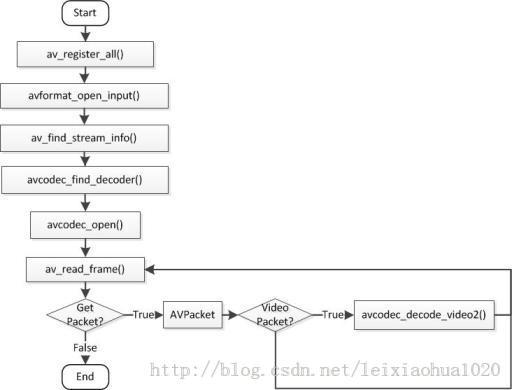 Start
av_register_all()
avformat_open_input()
av_find_stream_info()
avcodec_find_decoder()
avcodec_open()
av_read_frame()
Get
Packet?
True
AVPacket
Video
Packet?
True
avcodec_decode_video2()
False
End
http://blog.csdn.net/leixiaohua1020